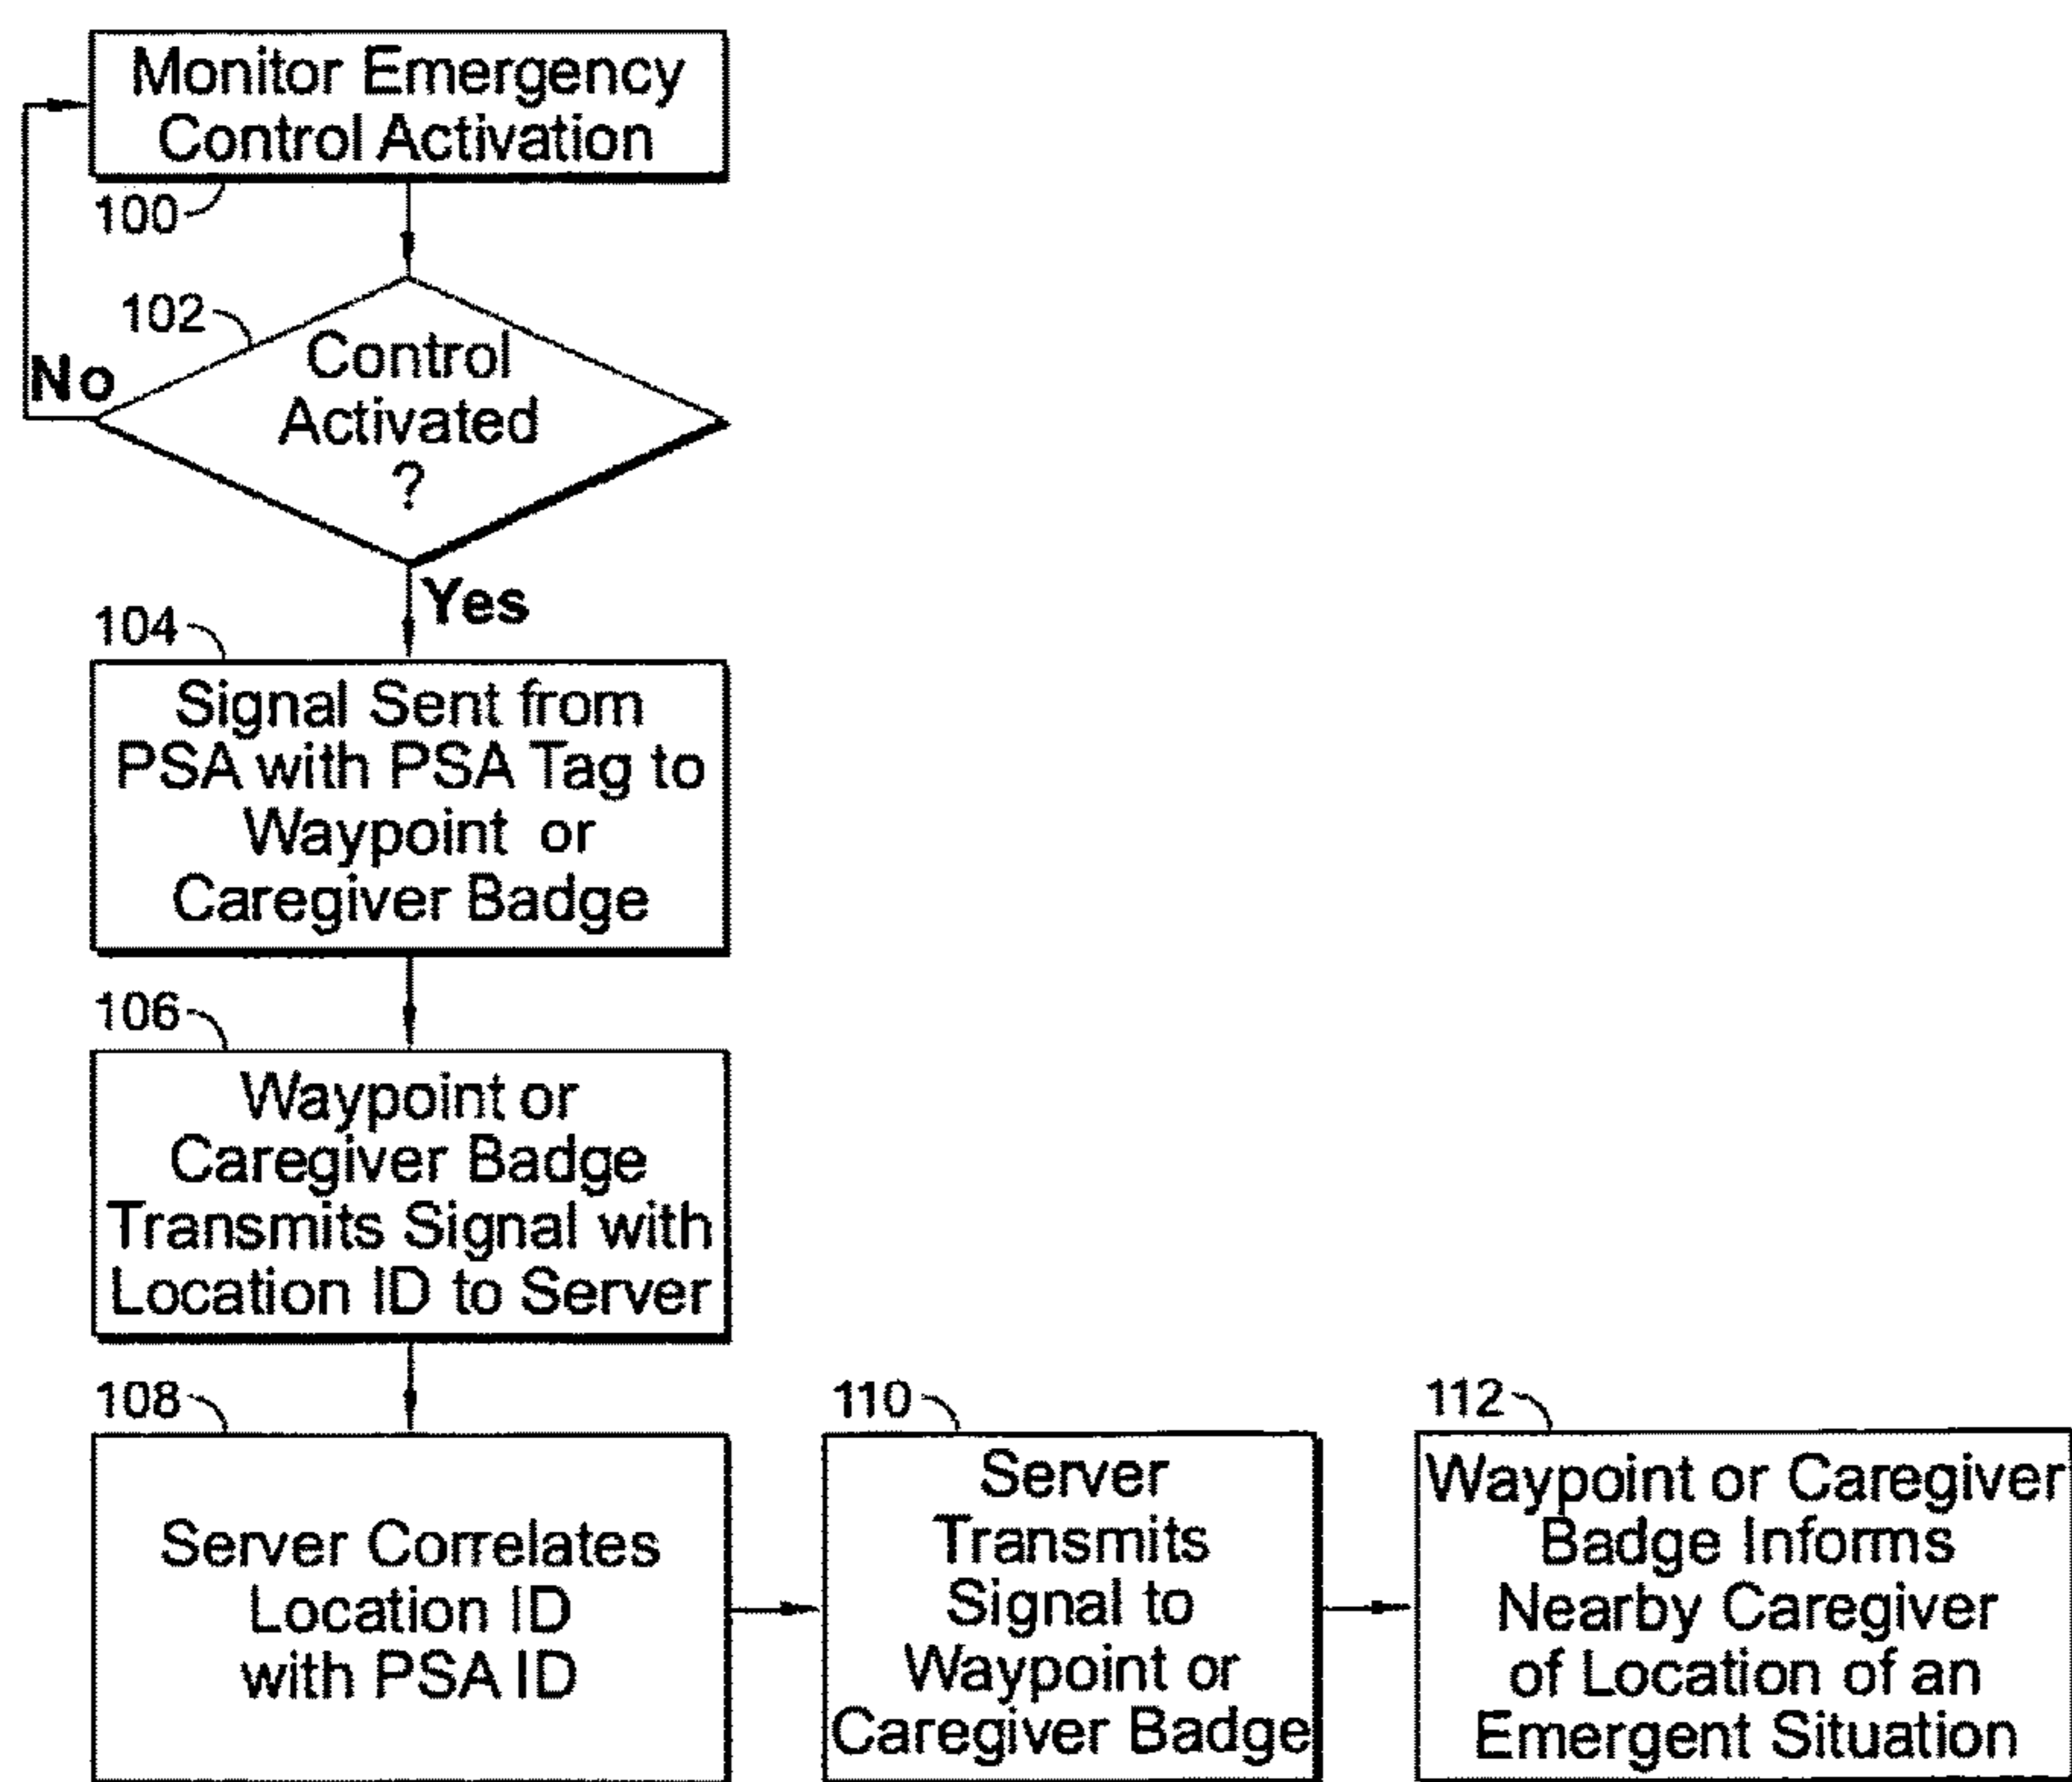 Monitor Emergency
Control Activation
100
102
Control
Activated
?
No
Yes
104
Signal Sent from
PSA with PSA Tag to
Waypoint or
Caregiver Badge
106
Waypoint or
Caregiver Badge
Transmits Signal with
Location ID to Server
108
Server Correlates
Location ID
with PSA ID
110
Server
Transmits
Signal to
Waypoint or
Caregiver Badge
112
Waypoint or Caregiver
Badge Informs
Nearby Caregiver
of Location of an
Emergent Situation